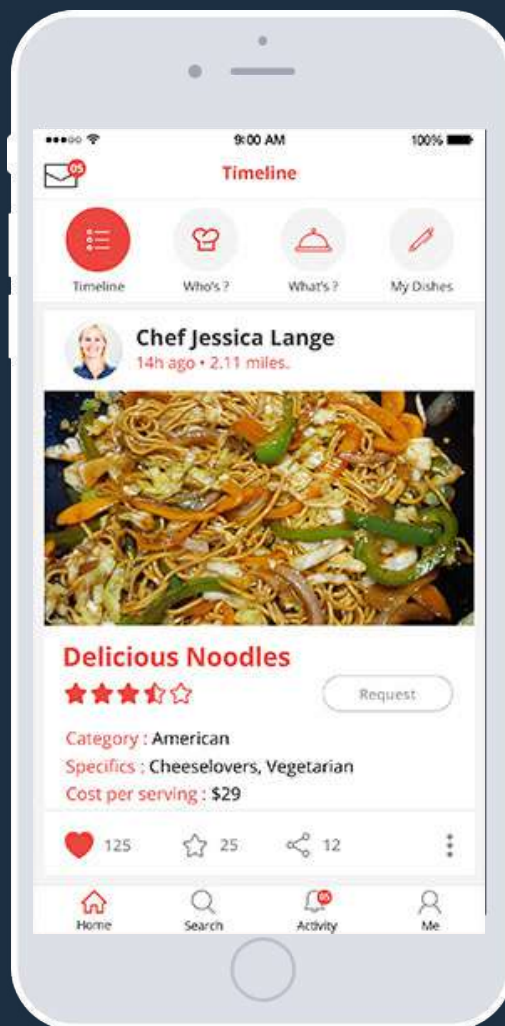 9:00 AM 100%
05
Timeline
Timeline Who's ? What's ? My Dishes
Chef Jessica Lange
14h ago • 2.11 miles.
Delicious Noodles
Request
Category : American
Specifics : Cheeselovers, Vegetarian
Cost per serving : $29
125 25 12
05
Home Search Activity Me